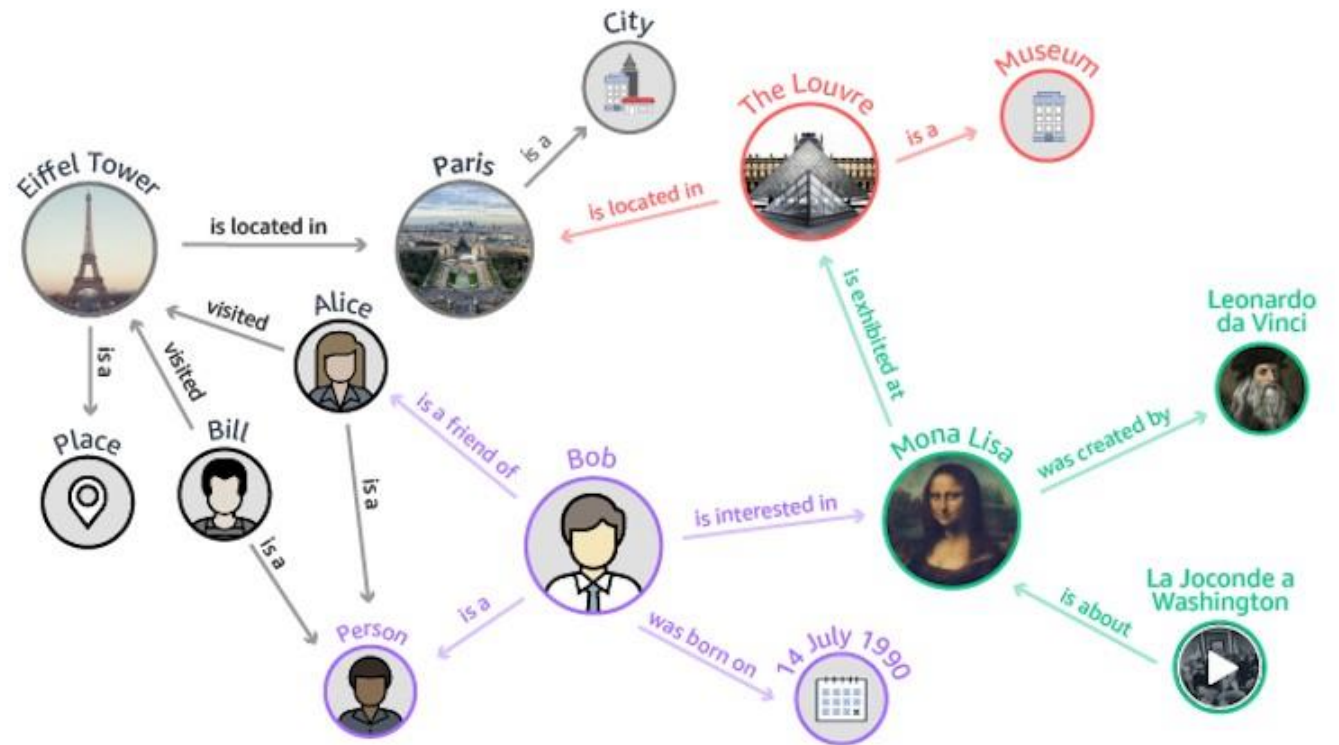 City
The Louvre
Museum
is a
is a
Eiffel Tower
Paris
is located in
is located in
visited
Alice
is exhibited at
Leonardo
da Vinci
is a
visited
Place
Bill
is a friend of
Bob
Mona Lisa
was created by
is a
is interested in
is a
La Joconde a
Washington
is about
Person
is a
was born on
14 July 1990